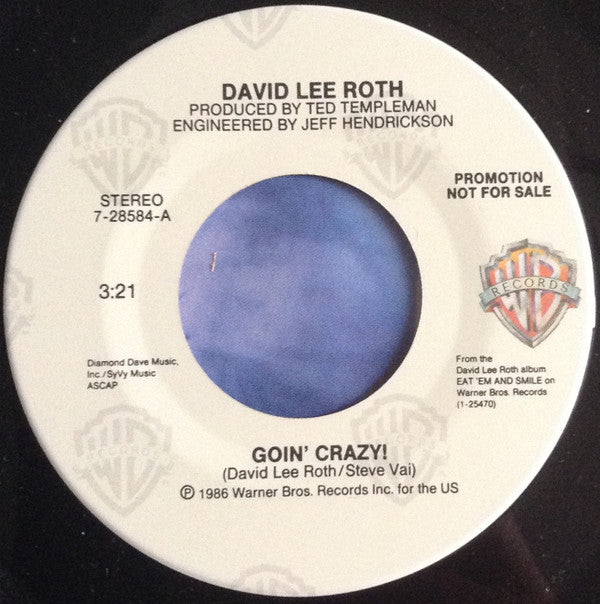 DAVID LEE ROTH
PRODUCED BY TED TEMPLEMAN
ENGINEERED BY JEFF HENDRICKSON
PROMOTION
NOT FOR SALE
STEREO
7-28584-A
3:21
WB
RECORDS
Diamond Dave Music,
Inc./SyVy Music
ASCAP
From the
David Lee Roth album
EAT 'EM AND SMILE on
Warner Bros. Records
(1-25470)
GOIN' CRAZY!
(David Lee Roth/Steve Vai)
℗ 1986 Warner Bros. Records Inc. for the US